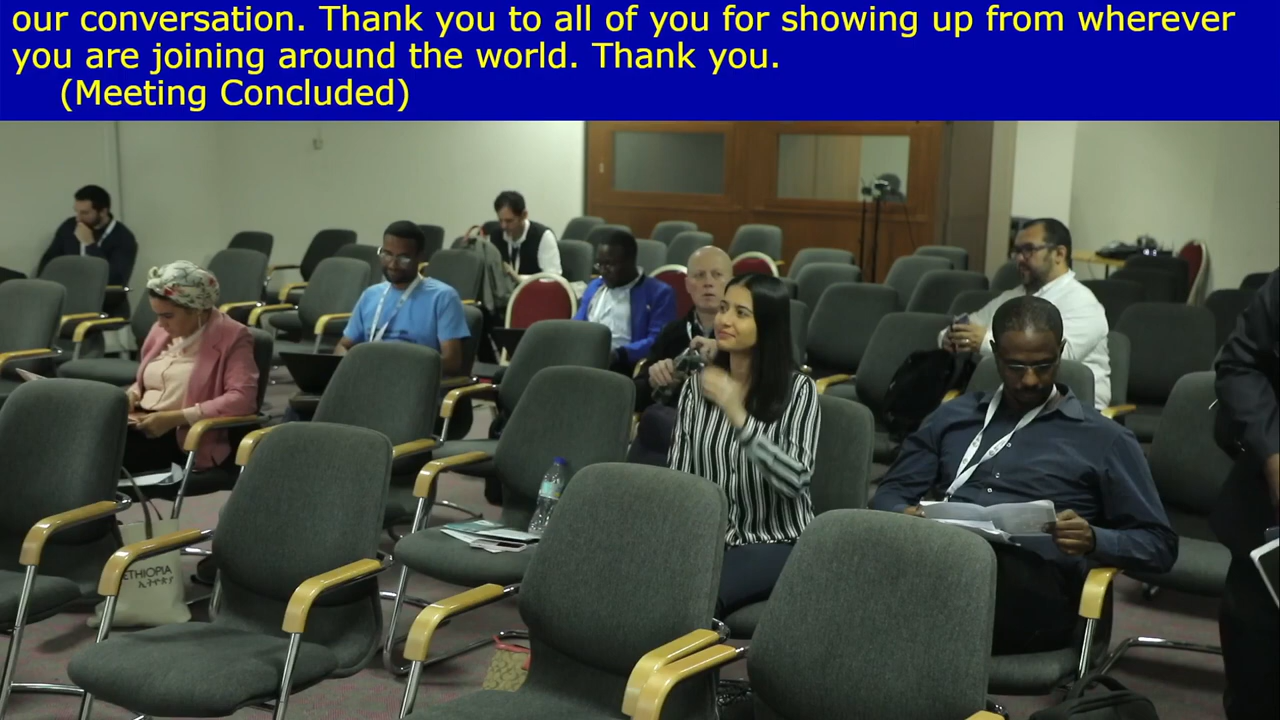 our conversation. Thank you to all of you for showing up from wherever
you are joining around the world. Thank you.
(Meeting Concluded)
ETHIOPIA
ኢትዮጵያ